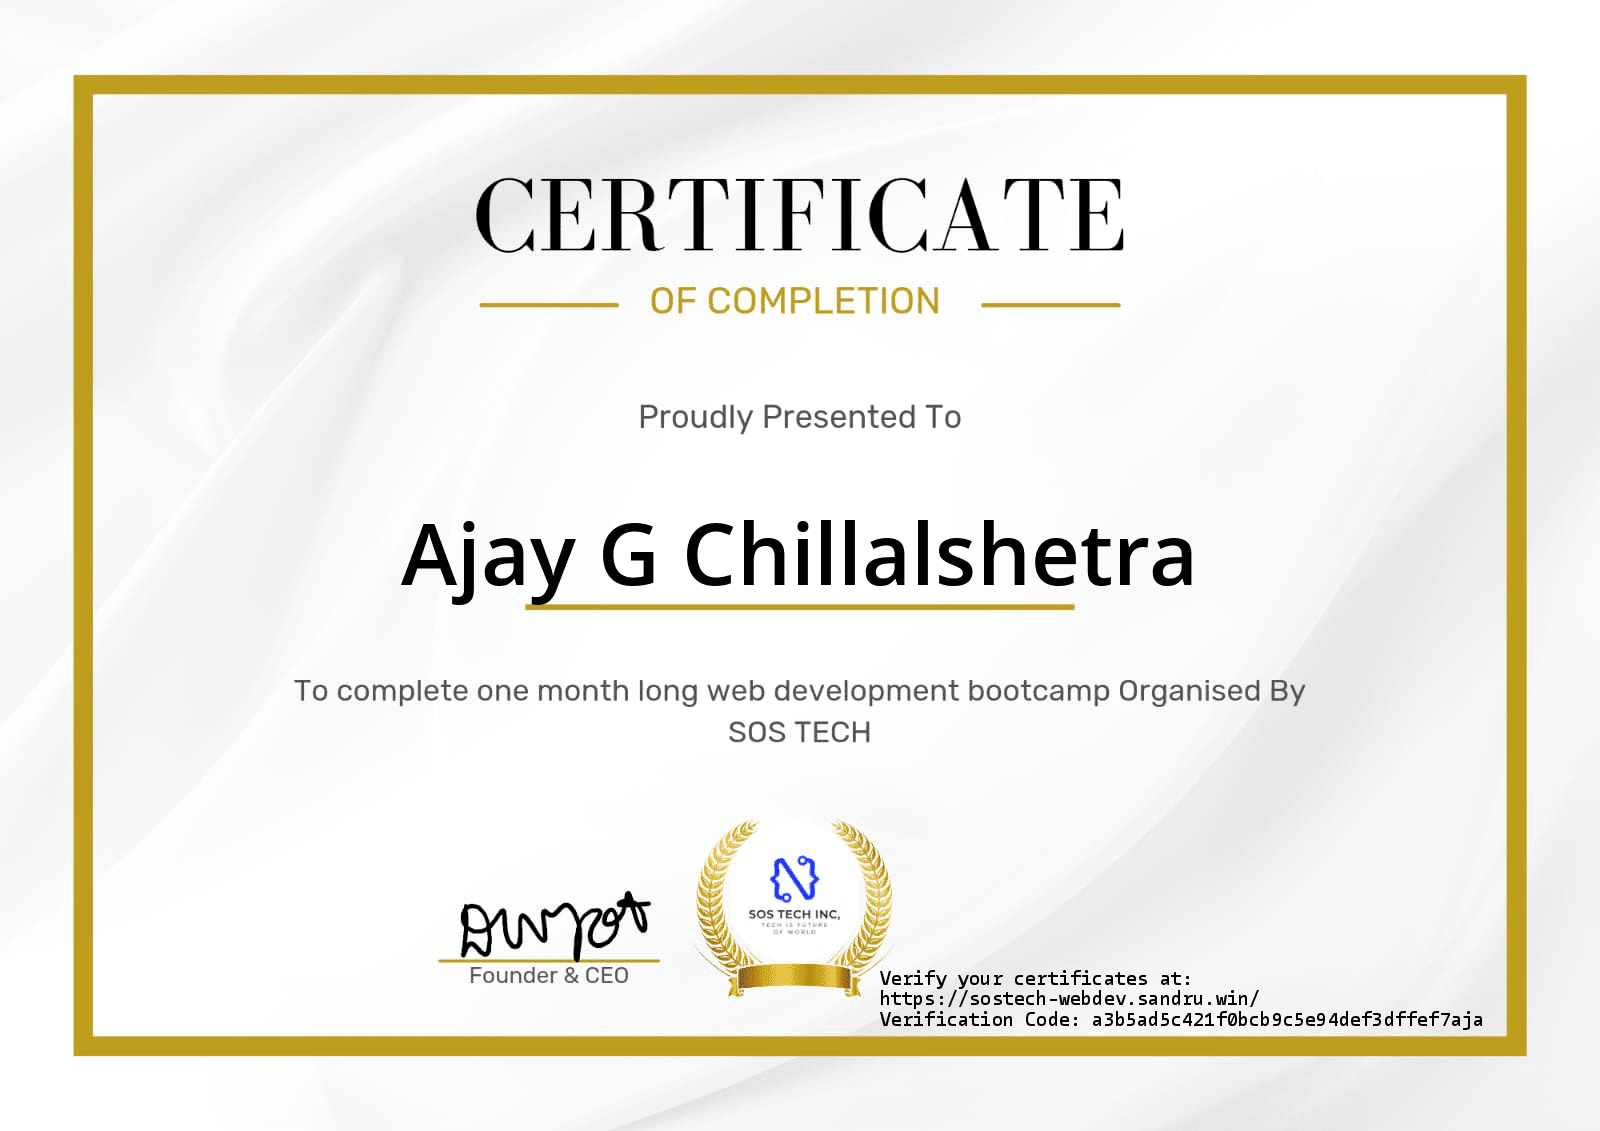 CERTIFICATE
OF COMPLETION
Proudly Presented To
Ajay G Chillalshetra
To complete one month long web development bootcamp Organised By
SOS TECH
Founder & CEO
SOS TECH INC,
TECH IS FUTURE
OF WORLD
Verify your certificates at:
https://sostech-webdev.sandru.win/
Verification Code: a3b5ad5c421f0bcb9c5e94def3dffef7aja